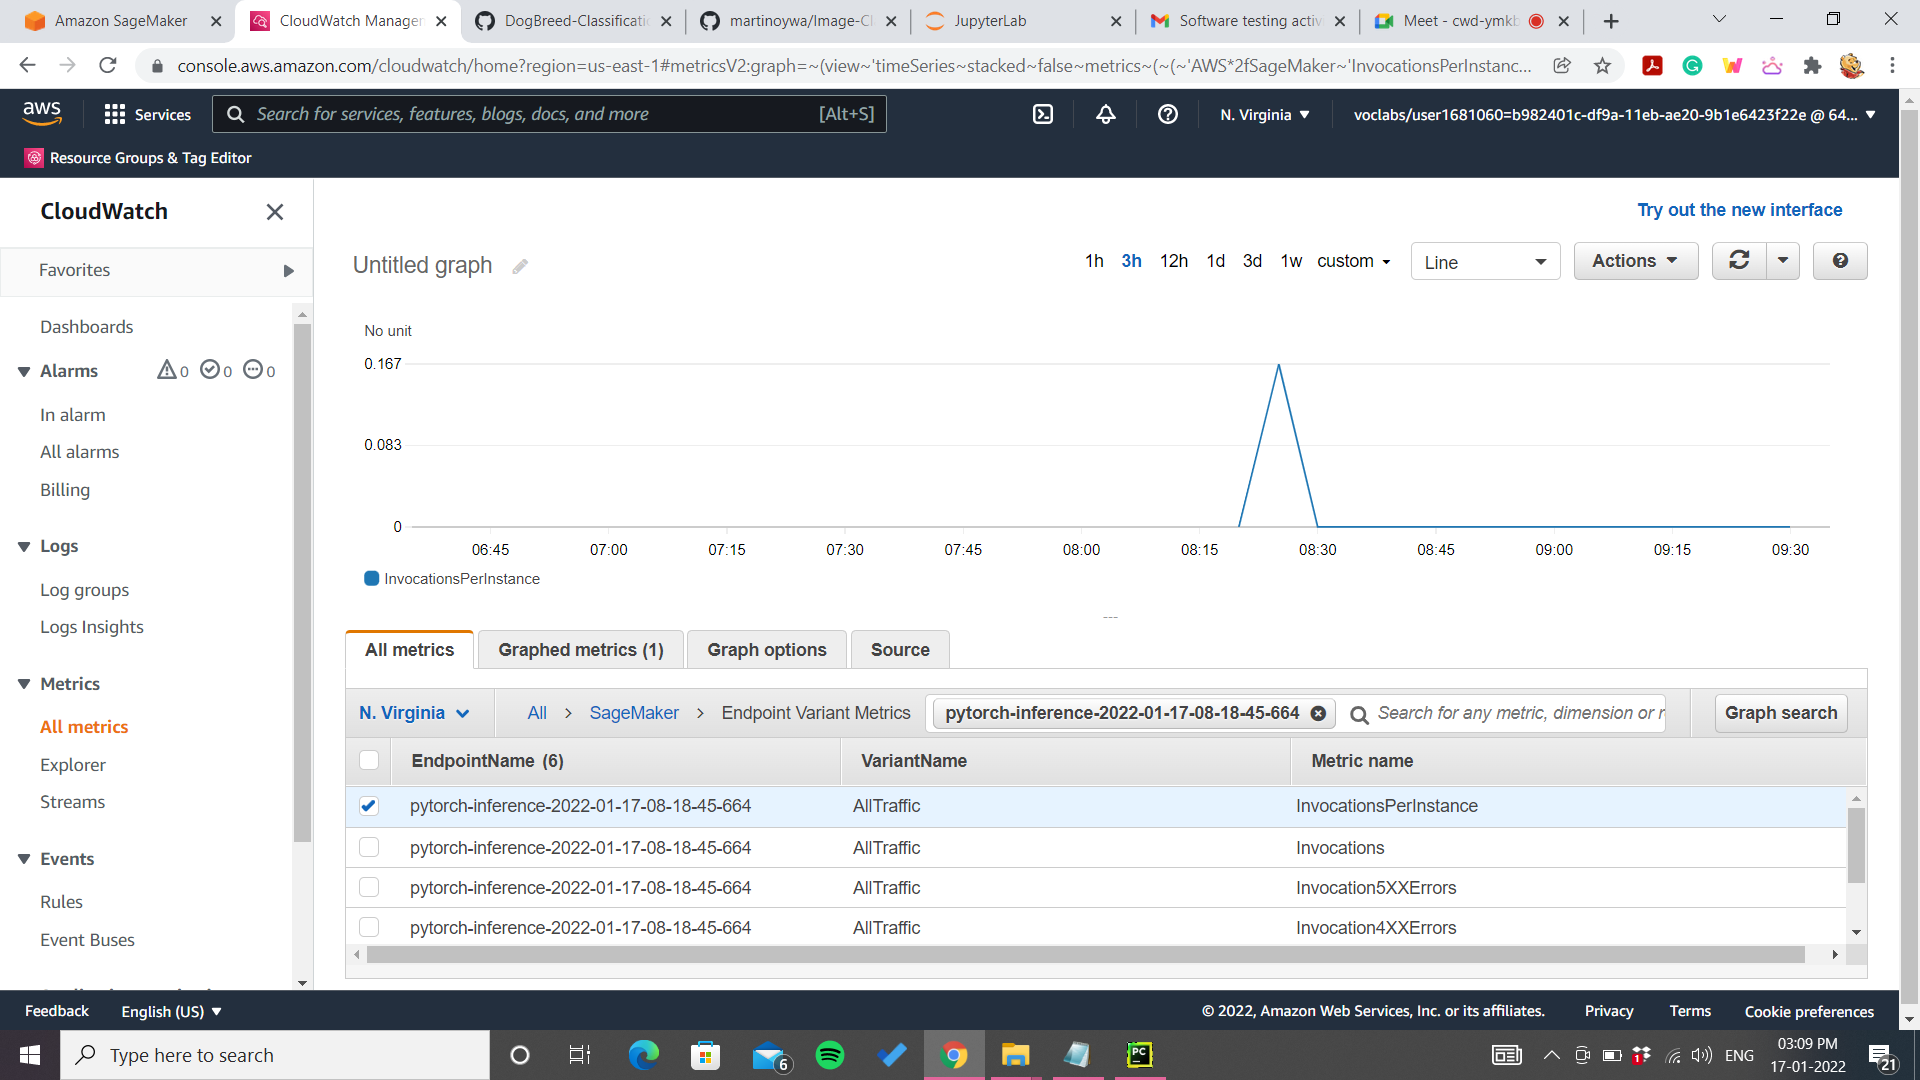 Amazon SageMaker
CloudWatch Manager
DogBreed-Classificatio
martinoywa/Image-Cl
JupyterLab
Software testing activ
Meet - cwd-ymkb
console.aws.amazon.com/cloudwatch/home?region=us-east-1#metricsV2:graph=~(view~'timeSeries~stacked~false~metrics~(~(~'AWS*2fSageMaker~'InvocationsPerInstanc...
aws
Services
Search for services, features, blogs, docs, and more
[Alt+S]
N. Virginia
voclabs/user1681060=b982401c-df9a-11eb-ae20-9b1e6423f22e @ 64...
Resource Groups & Tag Editor
CloudWatch
Favorites
Dashboards
Alarms
0
0
0
In alarm
All alarms
Billing
Logs
Log groups
Logs Insights
Metrics
All metrics
Explorer
Streams
Events
Rules
Event Buses
Try out the new interface
Untitled graph
1h
3h
12h
1d
3d
1w
custom
Line
Actions
No unit
0.167
0.083
0
06:45
07:00
07:15
07:30
07:45
08:00
08:15
08:30
08:45
09:00
09:15
09:30
InvocationsPerInstance
All metrics
Graphed metrics (1)
Graph options
Source
N. Virginia
All
SageMaker
Endpoint Variant Metrics
pytorch-inference-2022-01-17-08-18-45-664
Search for any metric, dimension or r
Graph search
EndpointName (6)
VariantName
Metric name
pytorch-inference-2022-01-17-08-18-45-664
AllTraffic
InvocationsPerInstance
pytorch-inference-2022-01-17-08-18-45-664
AllTraffic
Invocations
pytorch-inference-2022-01-17-08-18-45-664
AllTraffic
Invocation5XXErrors
pytorch-inference-2022-01-17-08-18-45-664
AllTraffic
Invocation4XXErrors
Feedback
English (US)
© 2022, Amazon Web Services, Inc. or its affiliates.
Privacy
Terms
Cookie preferences
Type here to search
6
PC
1
ENG
03:09 PM
17-01-2022
21